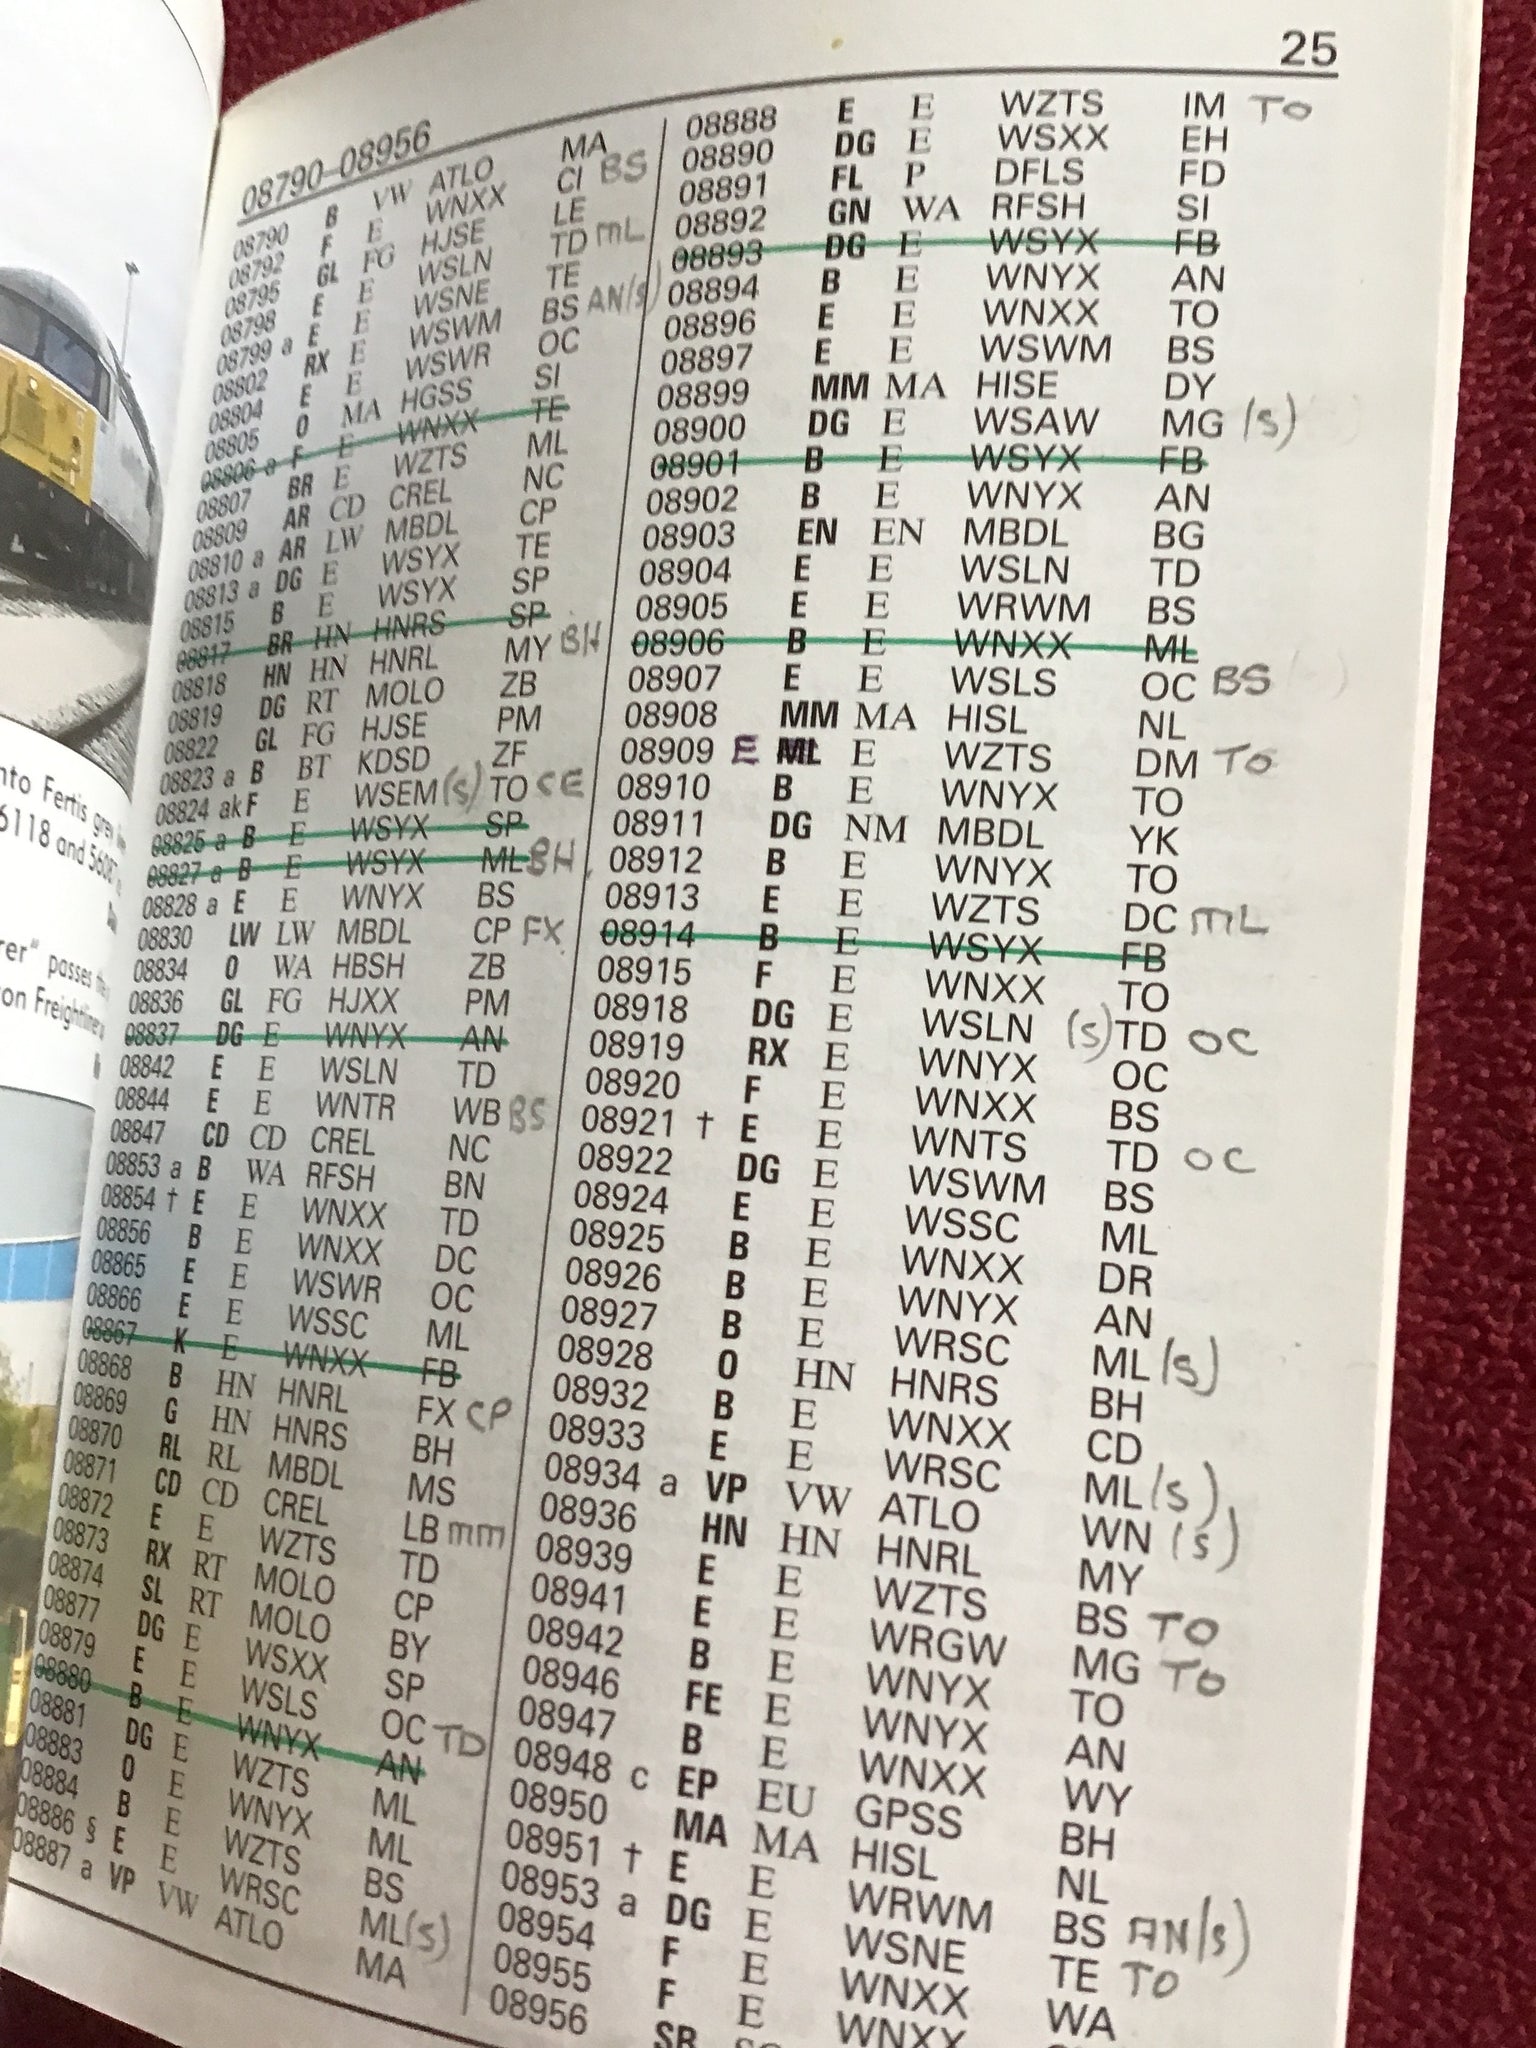 25
08790–08956
08790 B VW ATLO MA
08792 F E WNXX CI BS
08795 GL FG HJSE LE
08798 E E WSLN TD mL
08799 a E E WSNE TE
08802 RX E WSWM BS AN/s)
08804 E E WSWR OC
08805 O MA HGSS SI
08806 a F E WNXX TE
08807 BR E WZTS ML
08809 AR CD CREL NC
08810 a AR LW MBDL CP
08813 a DG E WSYX TE
08815 B E WSYX SP
08817 BR HN HNRS SP
08818 HN HN HNRL MY BH
08819 DG RT MOLO ZB
08822 GL FG HJSE PM
08823 a B BT KDSD ZF
08824 ak F E WSEM (s) TO CE
08825 a B E WSYX SP
08827 a B E WSYX ML BH
08828 a E E WNYX BS
08830 LW LW MBDL CP FX
08834 O WA HBSH ZB
08836 GL FG HJXX PM
08837 DG E WNYX AN
08842 E E WSLN TD
08844 E E WNTR WB BS
08847 CD CD CREL NC
08853 a B WA RFSH BN
08854 † E E WNXX TD
08856 B E WNXX DC
08865 E E WSWR OC
08866 E E WSSC ML
08867 K E WNXX FB
08868 B HN HNRL FX CP
08869 G HN HNRS BH
08870 RL RL MBDL MS
08871 CD CD CREL LB mm
08872 E E WZTS TD
08873 RX RT MOLO CP
08874 SL RT MOLO BY
08877 DG E WSXX SP
08879 E E WSLS OC TD
08880 B E WNYX AN
08881 DG E WZTS ML
08883 O E WNYX ML
08884 B E WZTS BS
08886 § E E WRSC ML(s)
08887 a VP VW ATLO MA
08888 E E WZTS IM TO
08890 DG E WSXX EH
08891 FL P DFLS FD
08892 GN WA RFSH SI
08893 DG E WSYX FB
08894 B E WNYX AN
08896 E E WNXX TO
08897 E E WSWM BS
08899 MM MA HISE DY
08900 DG E WSAW MG (s)
08901 B E WSYX FB
08902 B E WNYX AN
08903 EN EN MBDL BG
08904 E E WSLN TD
08905 E E WRWM BS
08906 B E WNXX ML
08907 E E WSLS OC BS
08908 MM MA HISL NL
08909 E ML E WZTS DM TO
08910 B E WNYX TO
08911 DG NM MBDL YK
08912 B E WNYX TO
08913 E E WZTS DC mL
08914 B E WSYX FB
08915 F E WNXX TO
08918 DG E WSLN (s) TD OC
08919 RX E WNYX OC
08920 F E WNXX BS
08921 † E E WNTS TD OC
08922 DG E WSWM BS
08924 E E WSSC ML
08925 B E WNXX DR
08926 B E WNYX AN
08927 B E WRSC ML (s)
08928 O HN HNRS BH
08932 B E WNXX CD
08933 E E WRSC ML (s)
08934 a VP VW ATLO WN (s)
08936 HN HN HNRL MY
08939 E E WZTS BS TO
08941 E E WRGW MG TO
08942 B E WNYX TO
08946 FE E WNYX AN
08947 B E WNXX WY
08948 c EP EU GPSS BH
08950 MA MA HISL NL
08951 † E E WRWM BS AN/s)
08953 a DG E WSNE TE TO
08954 F E WNXX WA
08955 F E WNXX
08956